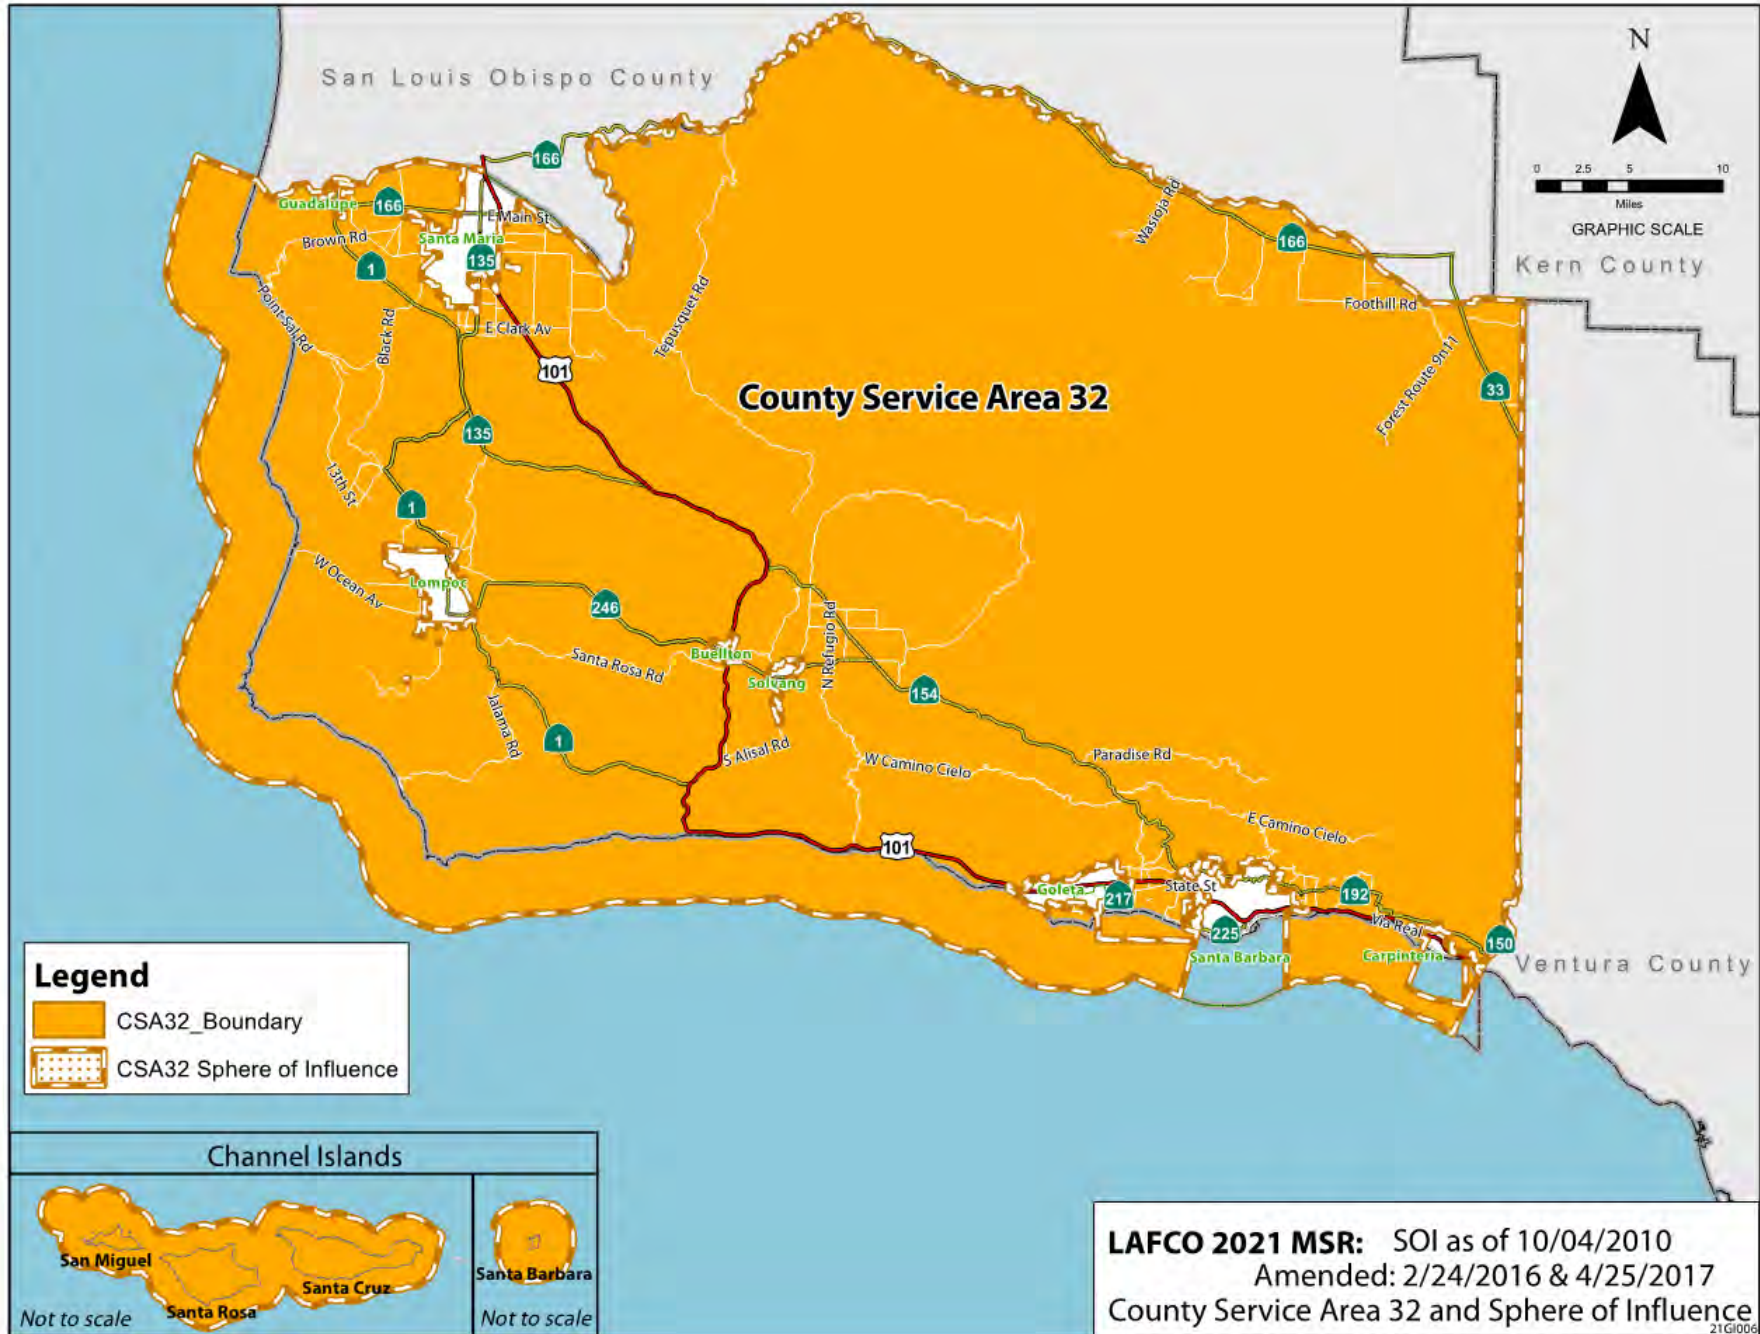 San Louis Obispo County
N
0 2.5 5 10
Miles
GRAPHIC SCALE
Kern County
166
Guadalupe
166
E Main St
Santa Maria
Brown Rd
135
1
Wasioja Rd
166
Foothill Rd
Point Sal Rd
Black Rd
E Clark Av
Tepusquet Rd
101
County Service Area 32
Forest Route 9n11
33
135
13th St
1
W Ocean Av
Lompoc
246
N Refugio Rd
Santa Rosa Rd
Buellton
Solvang
154
Jalama Rd
1
S Alisal Rd
W Camino Cielo
Paradise Rd
E Camino Cielo
101
Goleta
217
State St
192
Via Real
225
Santa Barbara
Carpinteria
150
Ventura County
Legend
CSA32_Boundary
CSA32 Sphere of Influence
Channel Islands
San Miguel
Santa Rosa
Santa Cruz
Santa Barbara
Not to scale
Not to scale
LAFCO 2021 MSR: SOI as of 10/04/2010
Amended: 2/24/2016 & 4/25/2017
County Service Area 32 and Sphere of Influence
21GI006